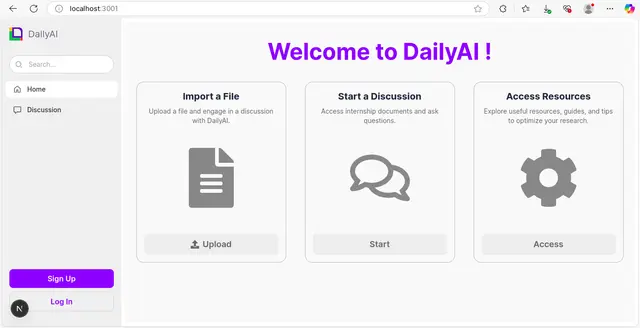 localhost:3001
DailyAI
Search...
Home
Discussion
Sign Up
Log In
N
Welcome to DailyAI !
Import a File
Upload a file and engage in a discussion
with DailyAI.
Upload
Start a Discussion
Access internship documents and ask
questions.
Start
Access Resources
Explore useful resources, guides, and tips
to optimize your research.
Access